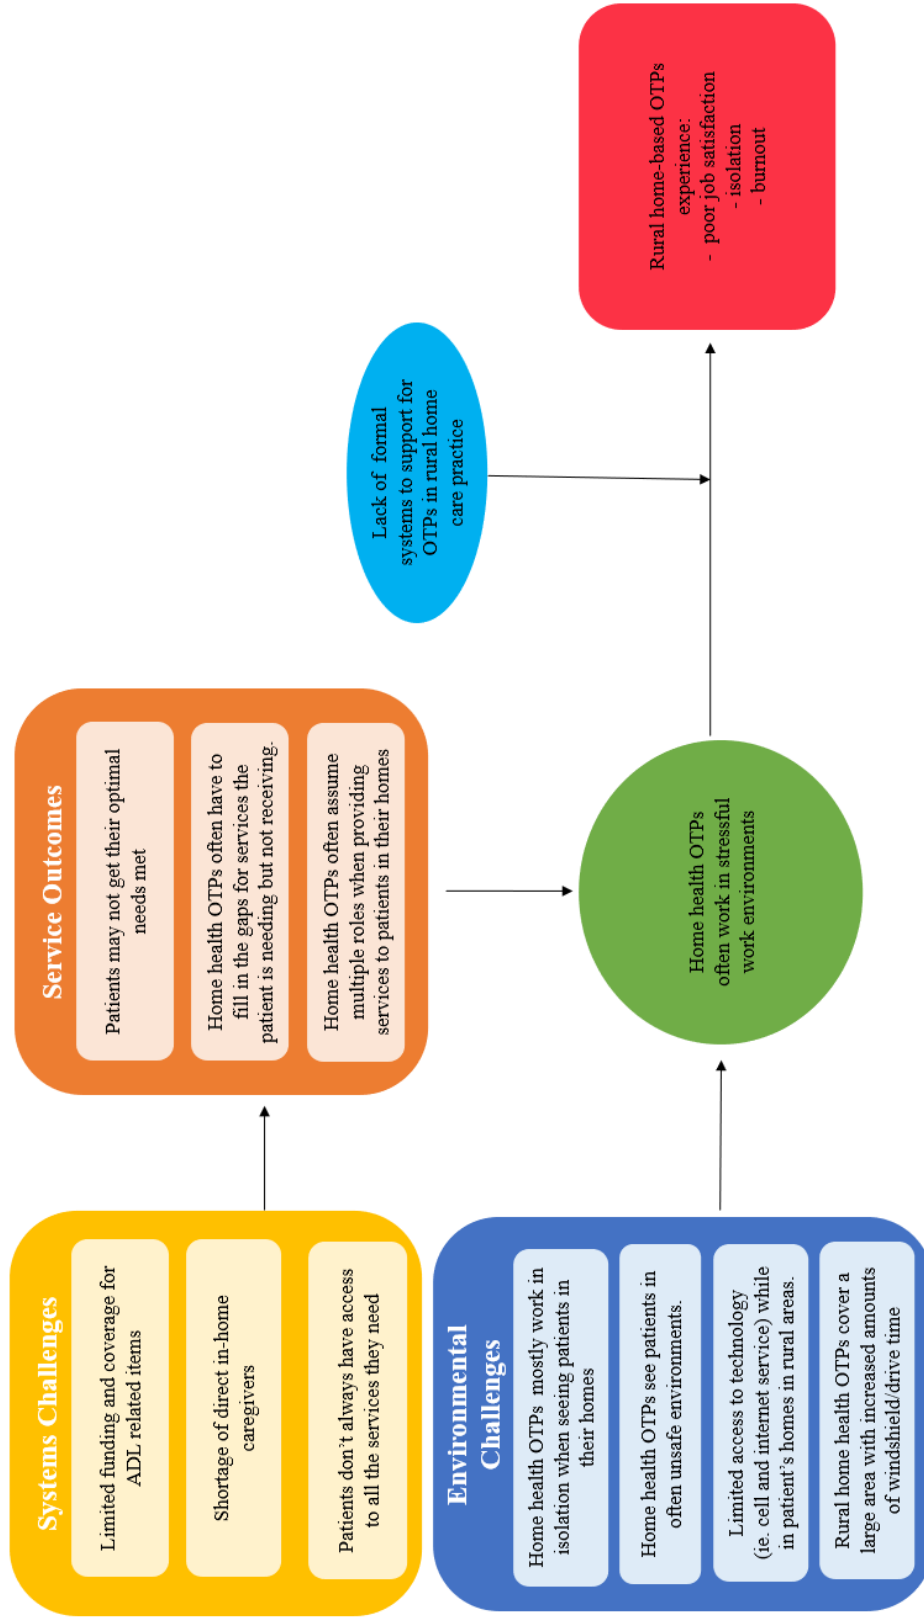 Systems Challenges
Limited funding and coverage for
ADL related items
Shortage of direct in-home
caregivers
Patients don't always have access
to all the services they need
Service Outcomes
Patients may not get their optimal
needs met
Home health OTPs often have to
fill in the gaps for services the
patient is needing but not receiving.
Home health OTPs often assume
multiple roles when providing
services to patients in their homes
Environmental
Challenges
Home health OTPs mostly work in
isolation when seeing patients in
their homes
Home health OTPs see patients in
often unsafe environments.
Limited access to technology
(ie. cell and internet service) while
in patient's homes in rural areas.
Rural home health OTPs cover a
large area with increased amounts
of windshield/drive time
Home health OTPs
often work in stressful
work environments
Lack of formal
systems to support for
OTPs in rural home
care practice
Rural home-based OTPs
experience:
- poor job satisfaction
- isolation
- burnout